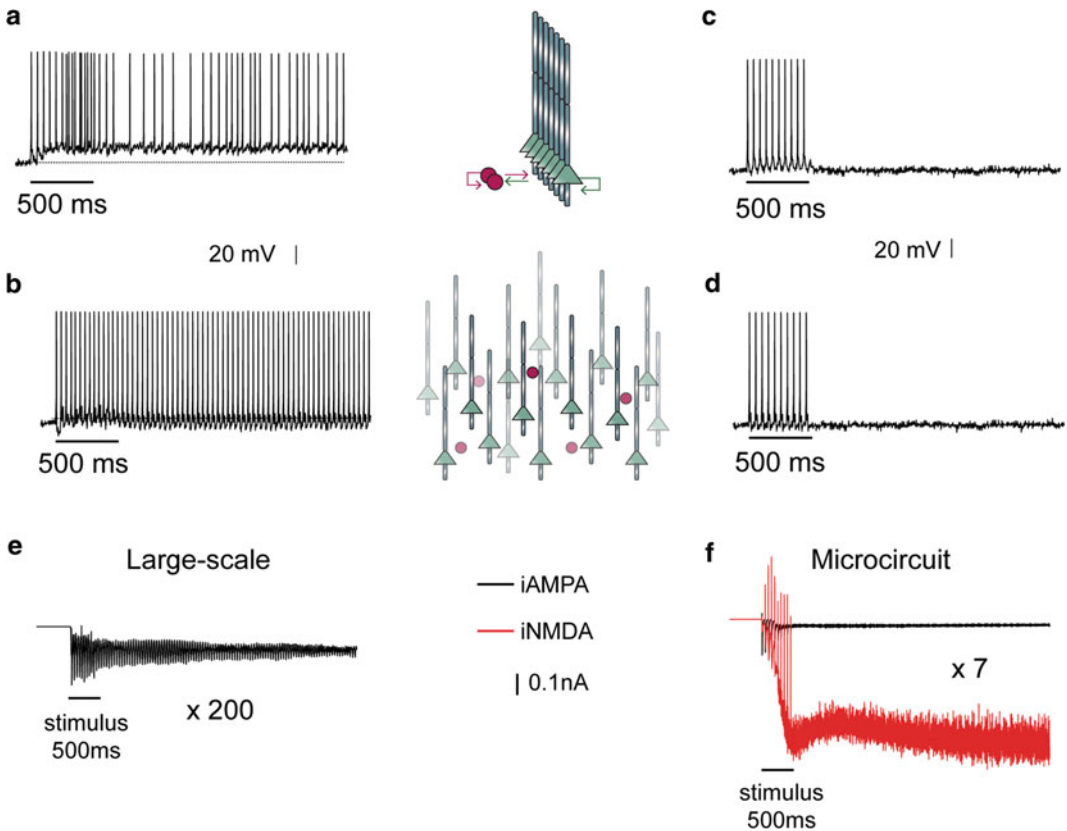 a
500 ms
c
500 ms
20 mV
20 mV
b
500 ms
d
500 ms
e
Large-scale
x 200
stimulus
500ms
iAMPA
iNMDA
0.1nA
f
Microcircuit
x 7
stimulus
500ms